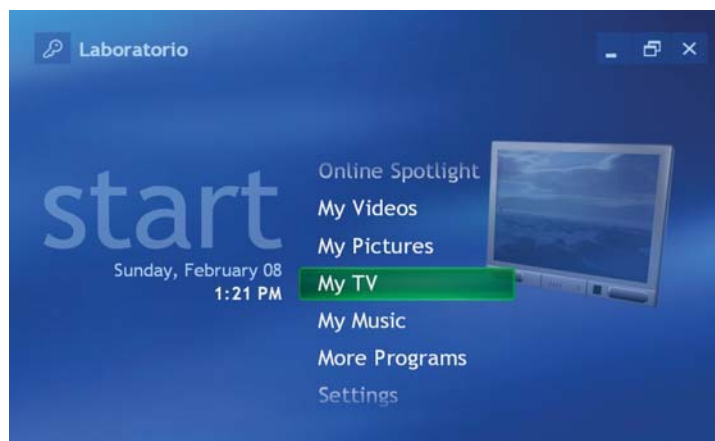 Laboratorio
start
Sunday, February 08
1:21 PM
Online Spotlight
My Videos
My Pictures
My TV
My Music
More Programs
Settings